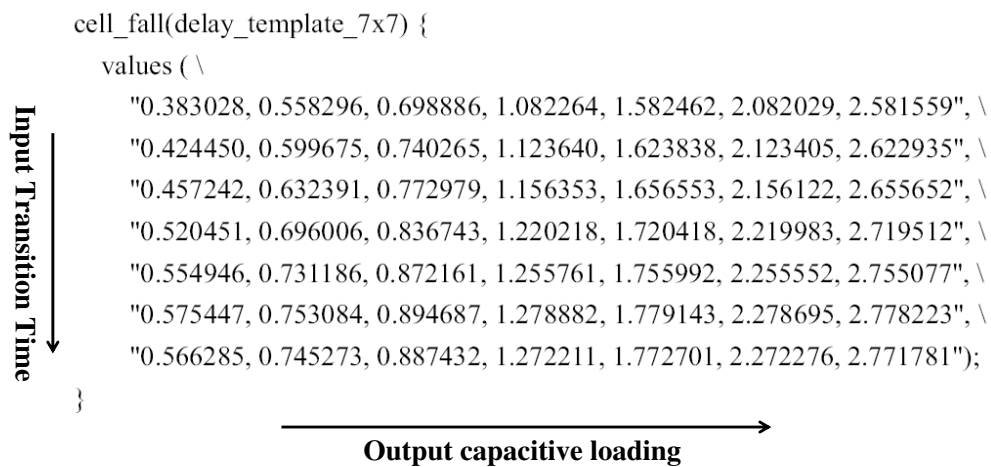 cell_fall(delay_template_7x7) {
values ( \
"0.383028, 0.558296, 0.698886, 1.082264, 1.582462, 2.082029, 2.581559", \
"0.424450, 0.599675, 0.740265, 1.123640, 1.623838, 2.123405, 2.622935", \
"0.457242, 0.632391, 0.772979, 1.156353, 1.656553, 2.156122, 2.655652", \
"0.520451, 0.696006, 0.836743, 1.220218, 1.720418, 2.219983, 2.719512", \
"0.554946, 0.731186, 0.872161, 1.255761, 1.755992, 2.255552, 2.755077", \
"0.575447, 0.753084, 0.894687, 1.278882, 1.779143, 2.278695, 2.778223", \
"0.566285, 0.745273, 0.887432, 1.272211, 1.772701, 2.272276, 2.771781");
}
Input Transition Time
Output capacitive loading